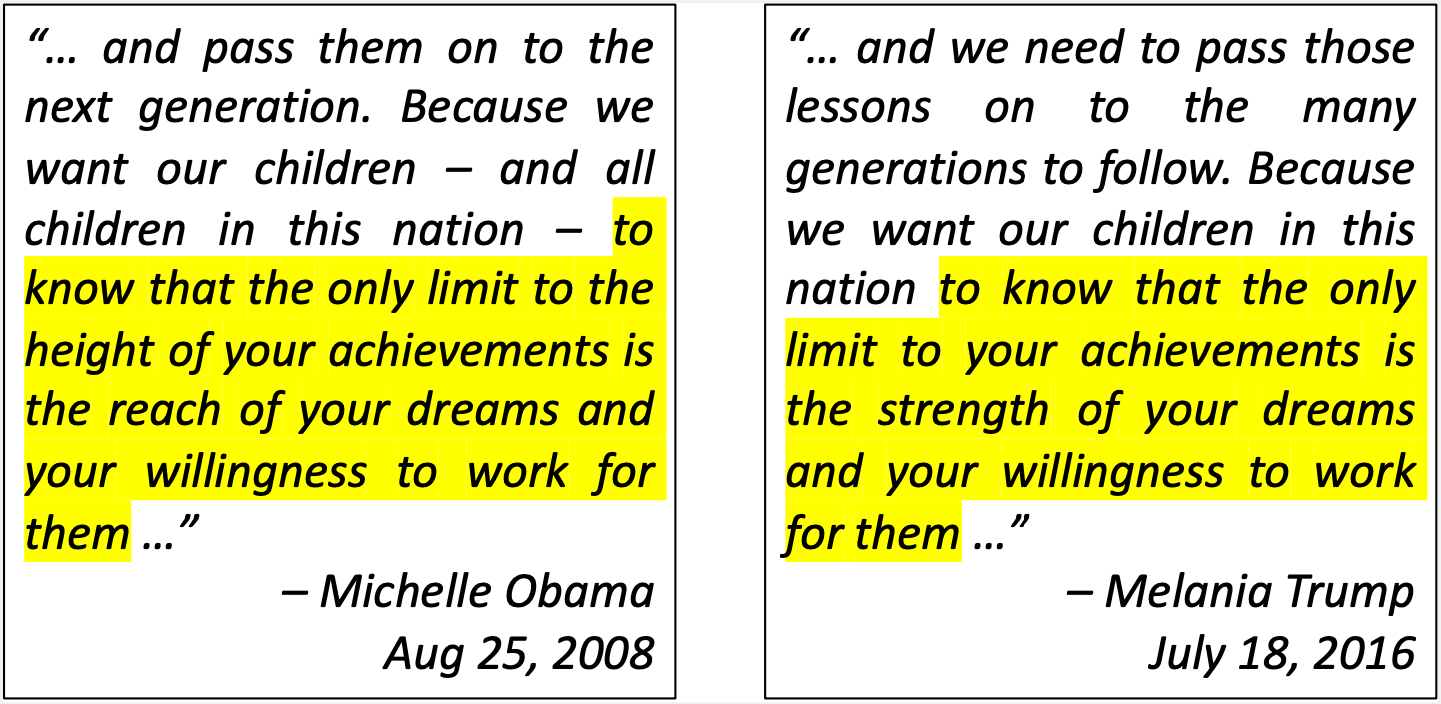 “… and pass them on to the
next generation. Because we
want our children – and all
children in this nation – to
know that the only limit to the
height of your achievements is
the reach of your dreams and
your willingness to work for
them …”
– Michelle Obama
Aug 25, 2008
“… and we need to pass those
lessons on to the many
generations to follow. Because
we want our children in this
nation to know that the only
limit to your achievements is
the strength of your dreams
and your willingness to work
for them …”
– Melania Trump
July 18, 2016